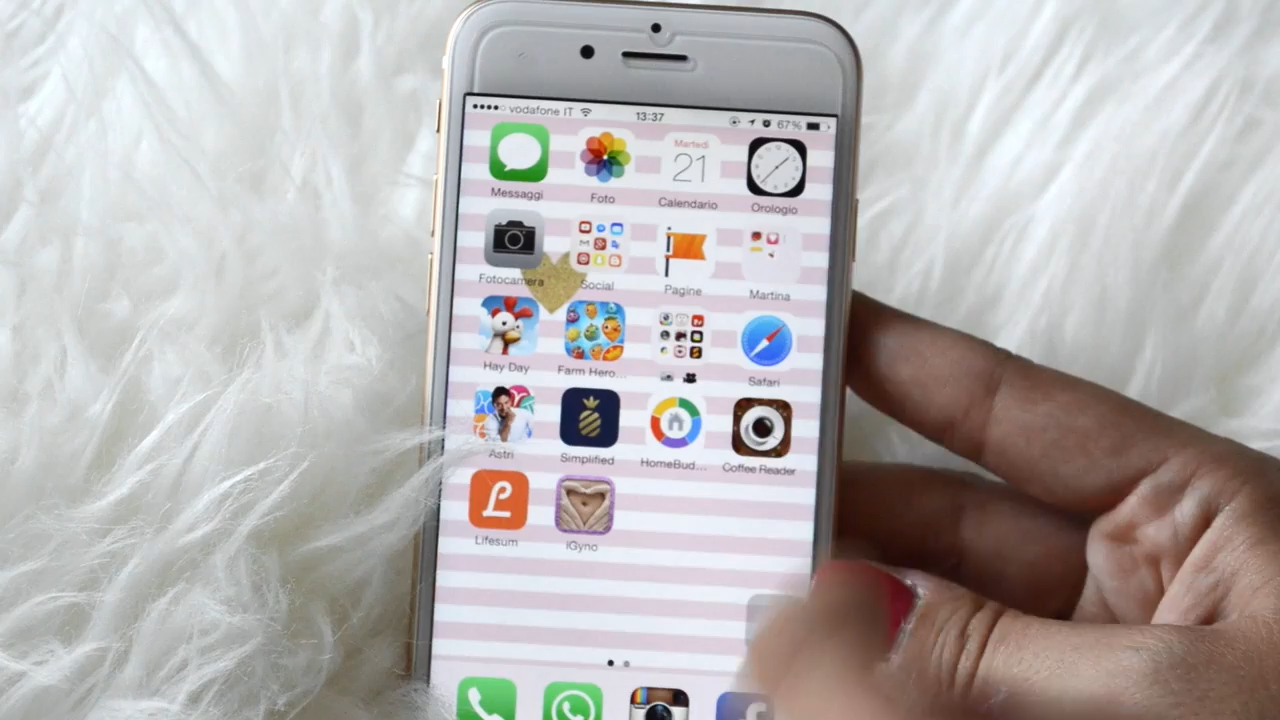 vodafone IT 13:37 67%
Martedì
21
Messaggi Foto Calendario Orologio
Fotocamera Social Pagine Martina
Hay Day Farm Hero... Safari
Astri Simplified HomeBud... Coffee Reader
L
Lifesum iGyno
f